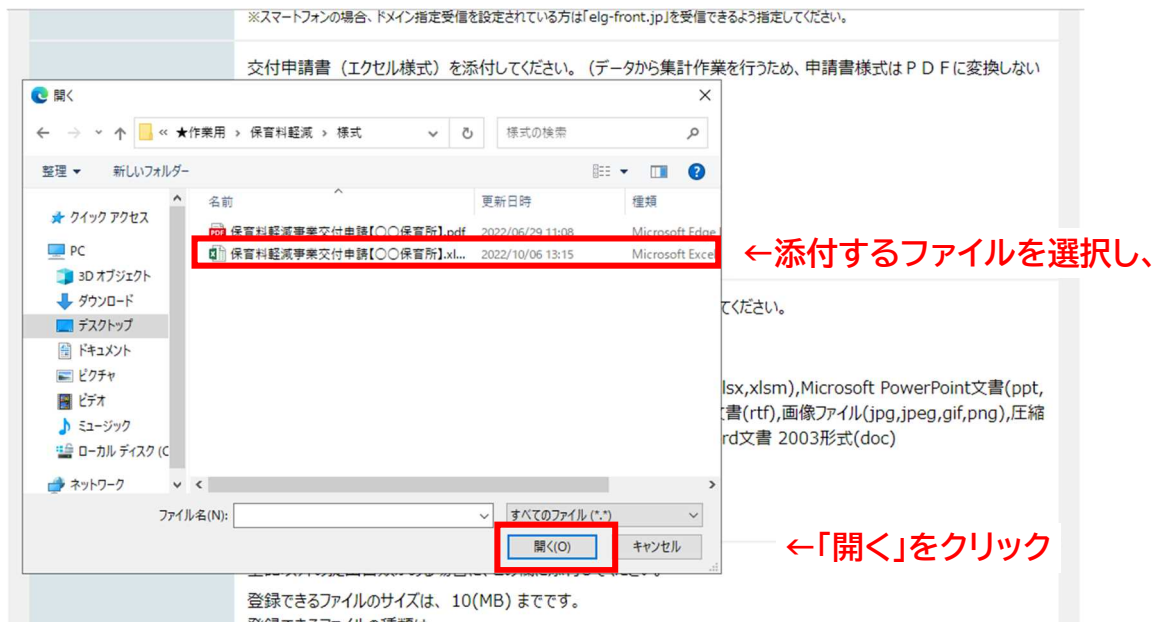 ※スマートフォンの場合、ドメイン指定受信を設定されている方は「elg-front.jp」を受信できるよう指定してください。
交付申請書（エクセル様式）を添付してください。（データから集計作業を行うため、申請書様式はＰＤＦに変換しない
開く
« ★作業用 › 保育料軽減 › 様式
様式の検索
整理 新しいフォルダー
名前 更新日時 種類
クイック アクセス
保育料軽減事業交付申請【〇〇保育所】.pdf 2022/06/29 11:08 Microsoft Edge
PC
保育料軽減事業交付申請【〇〇保育所】.xl... 2022/10/06 13:15 Microsoft Excel
←添付するファイルを選択し、
3D オブジェクト
ダウンロード
てください。
デスクトップ
ドキュメント
ピクチャ
lsx,xlsm),Microsoft PowerPoint文書(ppt,
ビデオ
書(rtf),画像ファイル(jpg,jpeg,gif,png),圧縮
ミュージック
rd文書 2003形式(doc)
ローカル ディスク (C
ネットワーク
ファイル名(N):
すべてのファイル (*.*)
開く(O)
キャンセル
←「開く」をクリック
登録できるファイルのサイズは、10(MB) までです。